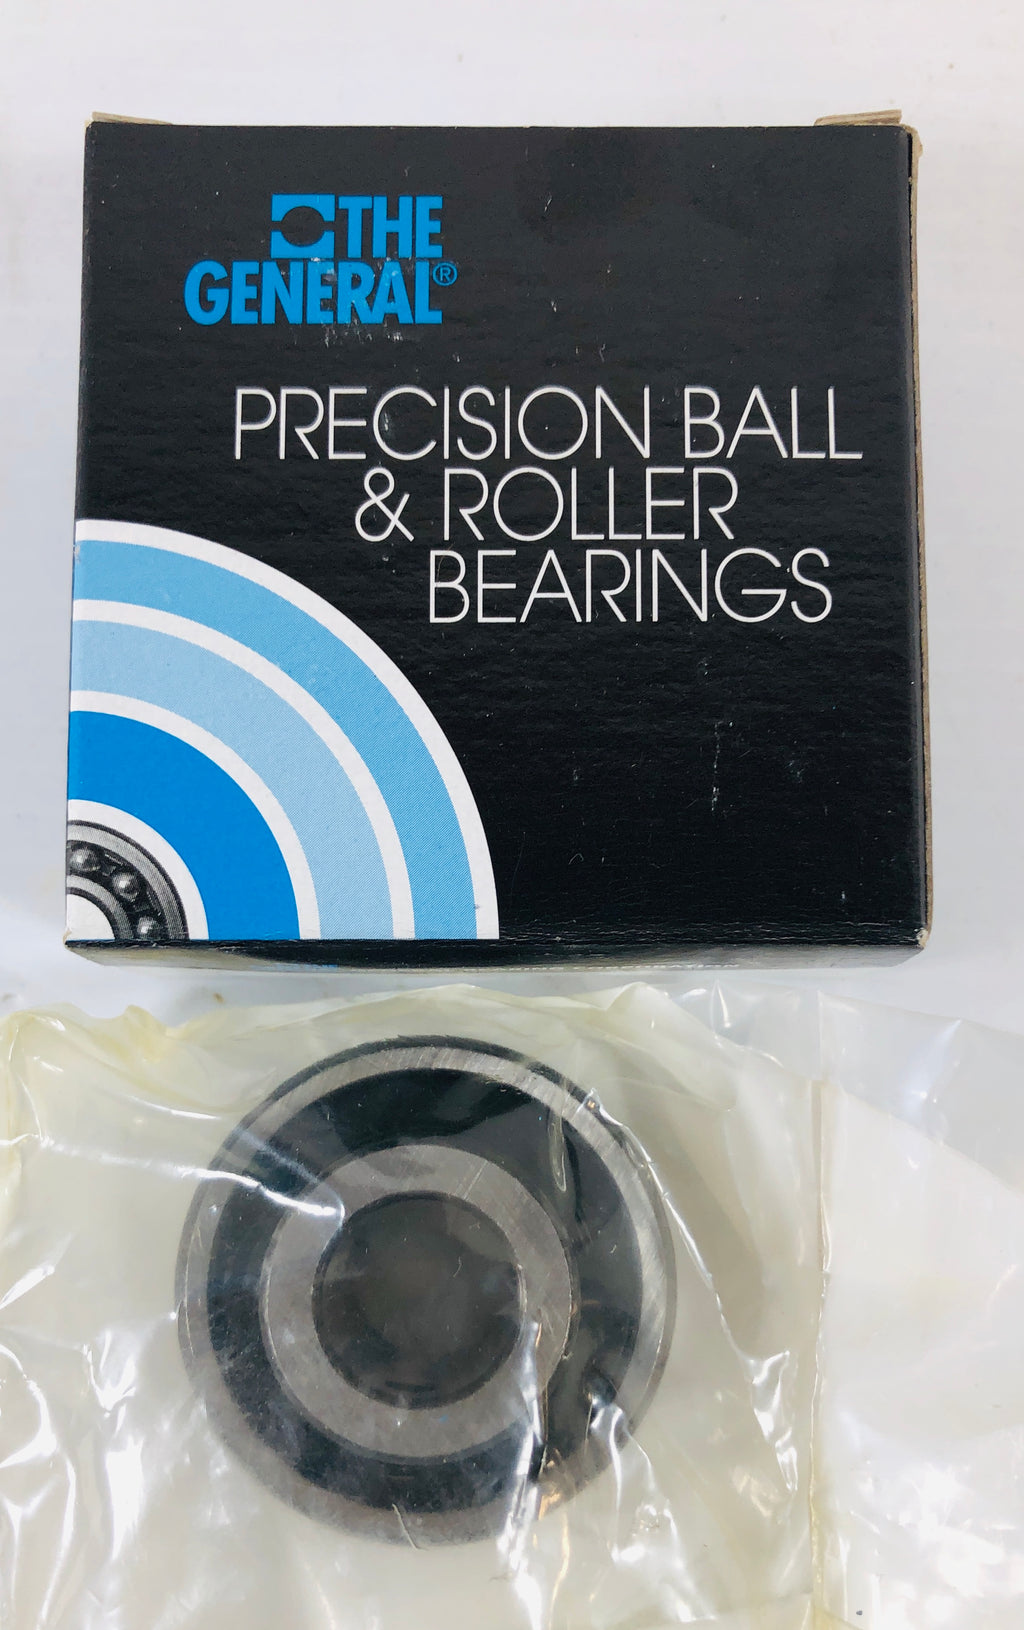 THE
GENERAL®
PRECISION BALL
& ROLLER
BEARINGS